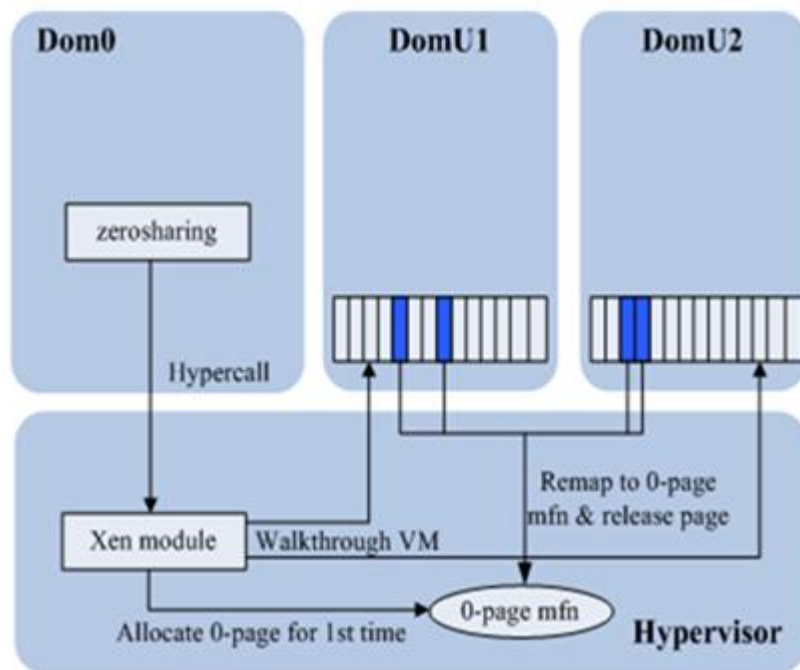 Dom0
DomU1
DomU2
zerosharing
Hypercall
Remap to 0-page
mfn & release page
Xen module
Walkthrough VM
0-page mfn
Allocate 0-page for 1st time
Hypervisor